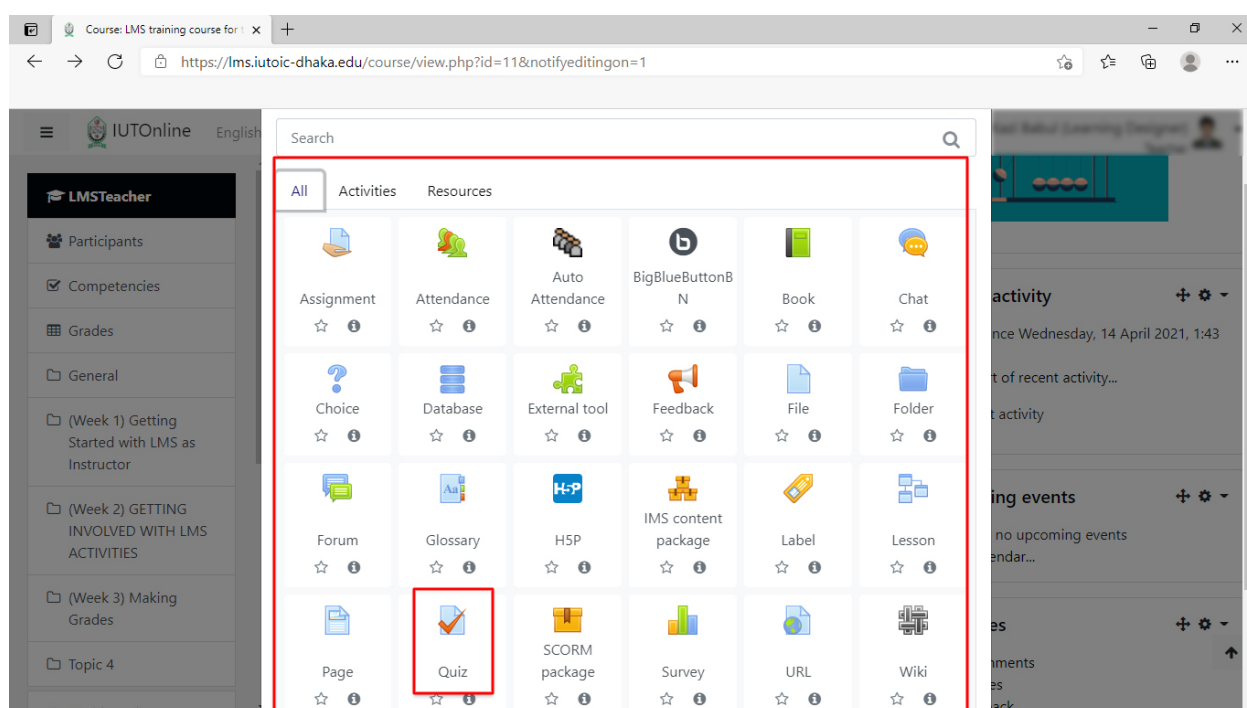 Course: LMS training course for t
https://lms.iutoic-dhaka.edu/course/view.php?id=11&notifyeditingon=1
IUTOnline English
LMSTeacher
Participants
Competencies
Grades
General
(Week 1) Getting
Started with LMS as
Instructor
(Week 2) GETTING
INVOLVED WITH LMS
ACTIVITIES
(Week 3) Making
Grades
Topic 4
Search
All Activities Resources
Assignment
Attendance
Auto
Attendance
BigBlueButtonB
N
Book
Chat
Choice
Database
External tool
Feedback
File
Folder
Forum
Glossary
H5P
H5P
IMS content
package
Label
Lesson
Page
Quiz
SCORM
package
Survey
URL
Wiki
Teacher
activity
nce Wednesday, 14 April 2021, 1:43
t of recent activity...
t activity
ing events
no upcoming events
endar...
es
nments
es
ack